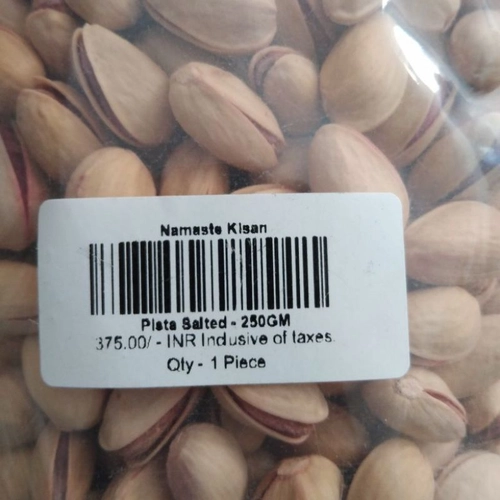 Namaste Kisan
Pista Salted - 250GM
375.00/- INR Inclusive of taxes.
Qty - 1 Piece